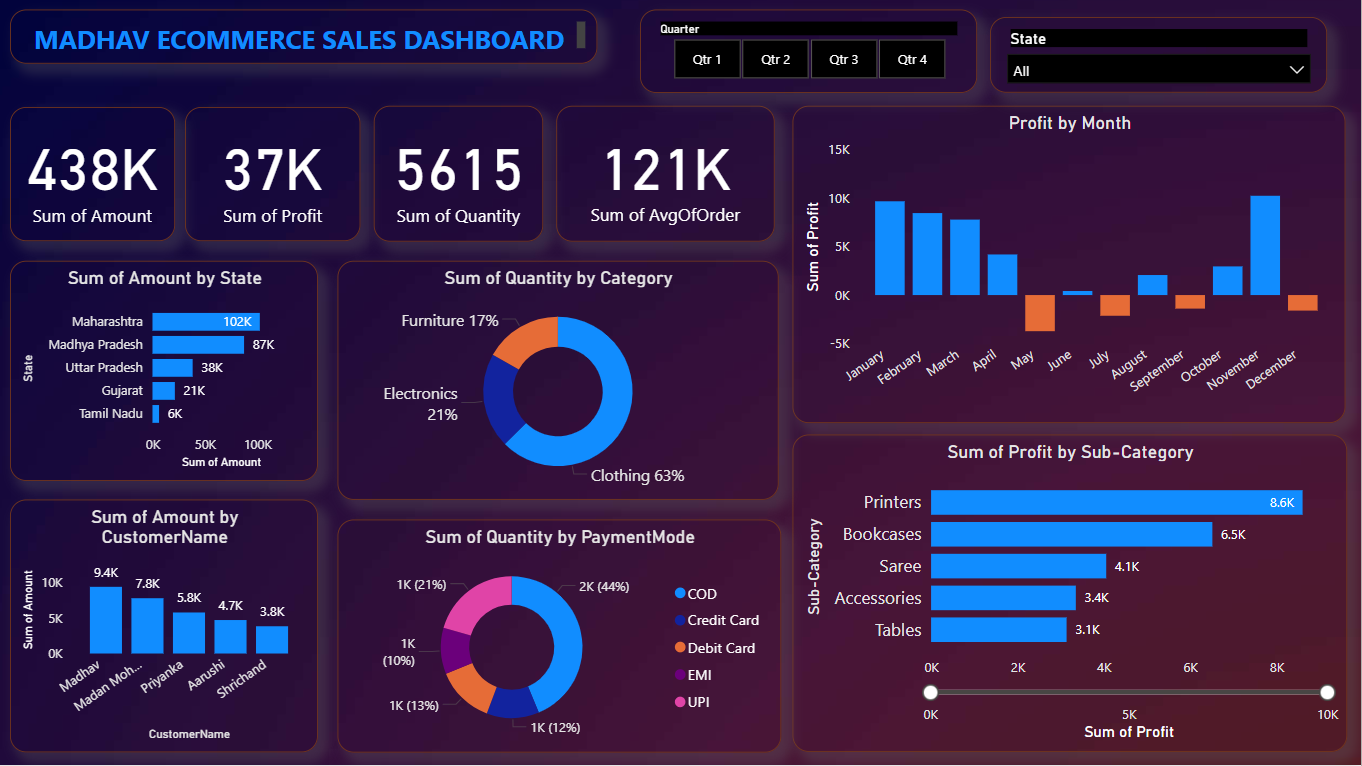 MADHAV ECOMMERCE SALES DASHBOARD
Quarter
Qtr 1
Qtr 2
Qtr 3
Qtr 4
State
All
438K
Sum of Amount
37K
Sum of Profit
5615
Sum of Quantity
121K
Sum of AvgOfOrder
Profit by Month
Sum of Profit
15K
10K
5K
0K
-5K
January
February
March
April
May
June
July
August
September
October
November
December
Sum of Amount by State
State
Maharashtra 102K
Madhya Pradesh 87K
Uttar Pradesh 38K
Gujarat 21K
Tamil Nadu 6K
0K 50K 100K
Sum of Amount
Sum of Quantity by Category
Furniture 17%
Electronics
21%
Clothing 63%
Sum of Profit by Sub-Category
Sub-Category
Printers 8.6K
Bookcases 6.5K
Saree 4.1K
Accessories 3.4K
Tables 3.1K
0K 2K 4K 6K 8K
0K 5K 10K
Sum of Profit
Sum of Amount by
CustomerName
Sum of Amount
10K
5K
0K
9.4K
7.8K
5.8K
4.7K
3.8K
Madhav
Madan Moh...
Priyanka
Aarushi
Shrichand
CustomerName
Sum of Quantity by PaymentMode
1K (21%)
2K (44%)
1K
(10%)
1K (13%)
1K (12%)
COD
Credit Card
Debit Card
EMI
UPI